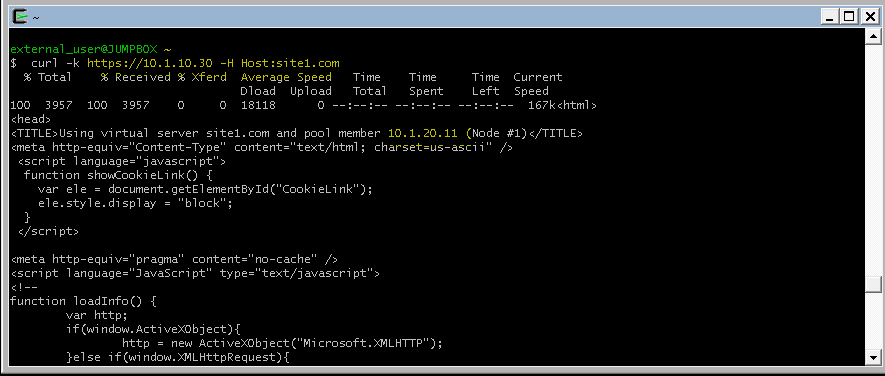 ~
external_user@JUMPBOX ~
$  curl -k https://10.1.10.30 -H Host:site1.com
  % Total    % Received % Xferd  Average Speed   Time    Time     Time  Current
                                 Dload  Upload   Total   Spent    Left  Speed
100  3957  100  3957    0     0  18118      0 --:--:-- --:--:-- --:--:--  167k<html>
<head>
<TITLE>Using virtual server site1.com and pool member 10.1.20.11 (Node #1)</TITLE>
<meta http-equiv="Content-Type" content="text/html; charset=us-ascii" />
 <script language="javascript">
  function showCookieLink() {
    var ele = document.getElementById("CookieLink");
    ele.style.display = "block";
  }
 </script>
<meta http-equiv="pragma" content="no-cache" />
<script language="JavaScript" type="text/javascript">
<!--
function loadInfo() {
        var http;
        if(window.ActiveXObject){
                http = new ActiveXObject("Microsoft.XMLHTTP");
        }else if(window.XMLHttpRequest){